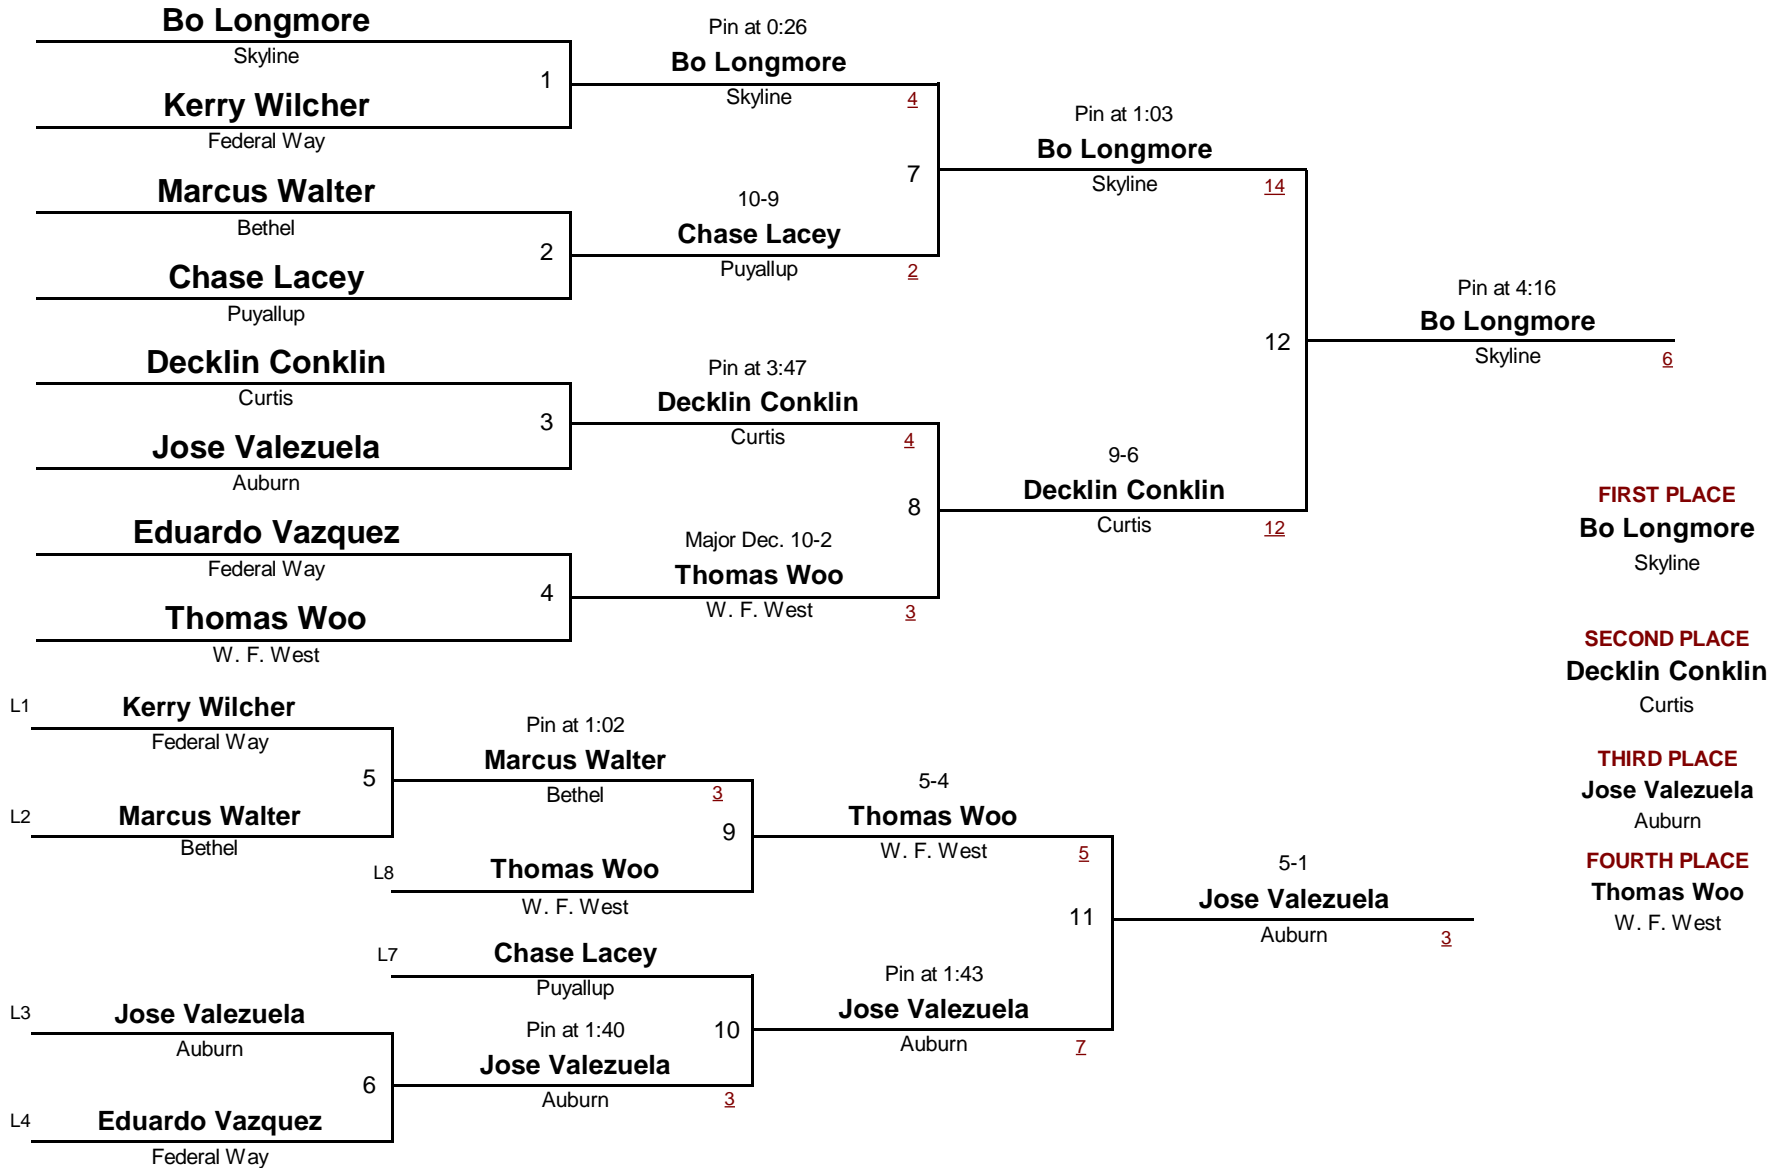 Bo Longmore
Skyline
1
Kerry Wilcher
Federal Way
Marcus Walter
Bethel
2
Chase Lacey
Puyallup
Decklin Conklin
Curtis
3
Jose Valezuela
Auburn
Eduardo Vazquez
Federal Way
4
Thomas Woo
W. F. West
Pin at 0:26
Bo Longmore
Skyline
4
7
10-9
Chase Lacey
Puyallup
2
Pin at 3:47
Decklin Conklin
Curtis
4
8
Major Dec. 10-2
Thomas Woo
W. F. West
3
Pin at 1:03
Bo Longmore
Skyline
14
12
9-6
Decklin Conklin
Curtis
12
Pin at 4:16
Bo Longmore
Skyline
6
FIRST PLACE
Bo Longmore
Skyline
SECOND PLACE
Decklin Conklin
Curtis
THIRD PLACE
Jose Valezuela
Auburn
FOURTH PLACE
Thomas Woo
W. F. West
L1
Kerry Wilcher
Federal Way
5
L2
Marcus Walter
Bethel
L3
Jose Valezuela
Auburn
6
L4
Eduardo Vazquez
Federal Way
Pin at 1:02
Marcus Walter
Bethel
3
9
L8
Thomas Woo
W. F. West
L7
Chase Lacey
Puyallup
10
Pin at 1:40
Jose Valezuela
Auburn
3
5-4
Thomas Woo
W. F. West
5
11
Pin at 1:43
Jose Valezuela
Auburn
7
5-1
Jose Valezuela
Auburn
3